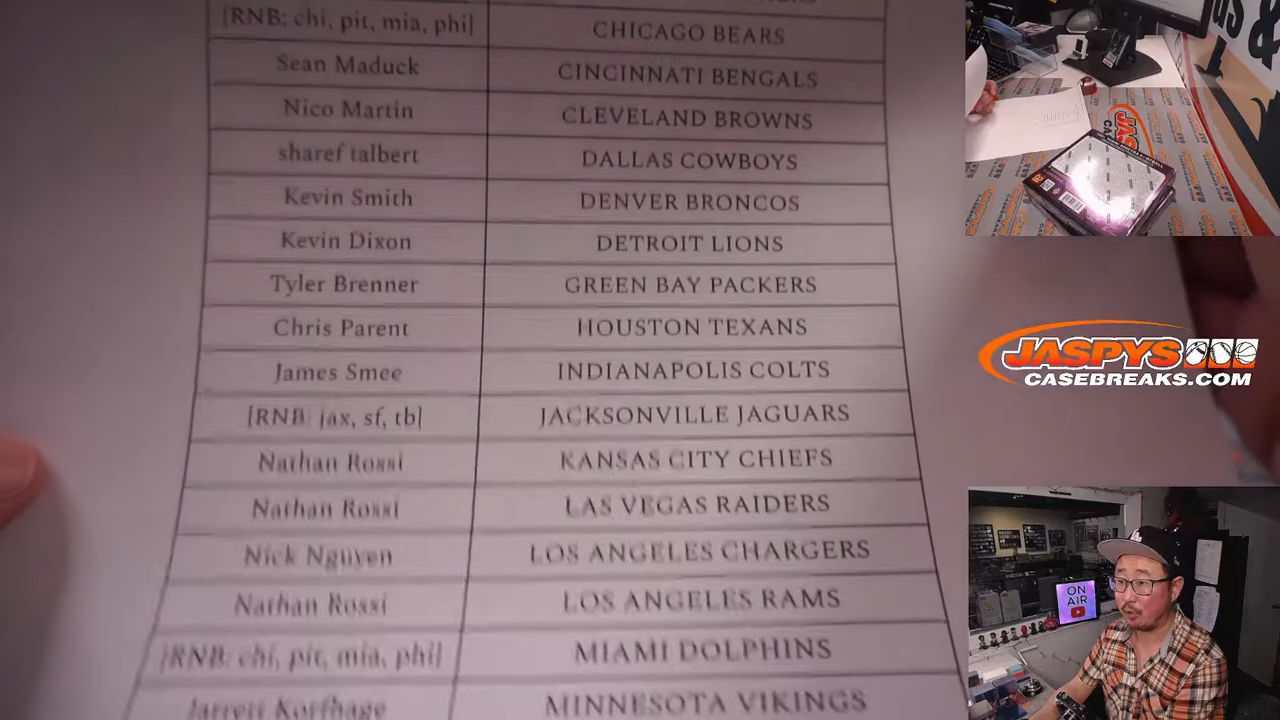 [RNB: chi, pit, mia, phi] CHICAGO BEARS
Sean Maduck CINCINNATI BENGALS
Nico Martin CLEVELAND BROWNS
sharef talbert DALLAS COWBOYS
Kevin Smith DENVER BRONCOS
Kevin Dixon DETROIT LIONS
Tyler Brenner GREEN BAY PACKERS
Chris Parent HOUSTON TEXANS
James Smee INDIANAPOLIS COLTS
[RNB: jax, sf, tb] JACKSONVILLE JAGUARS
Nathan Rossi KANSAS CITY CHIEFS
Nathan Rossi LAS VEGAS RAIDERS
Nick Nguyen LOS ANGELES CHARGERS
Nathan Rossi LOS ANGELES RAMS
[RNB: chi, pit, mia, phi] MIAMI DOLPHINS
Jarrett Korfhage MINNESOTA VIKINGS
JASPYS
CASEBREAKS.COM
ON
AIR